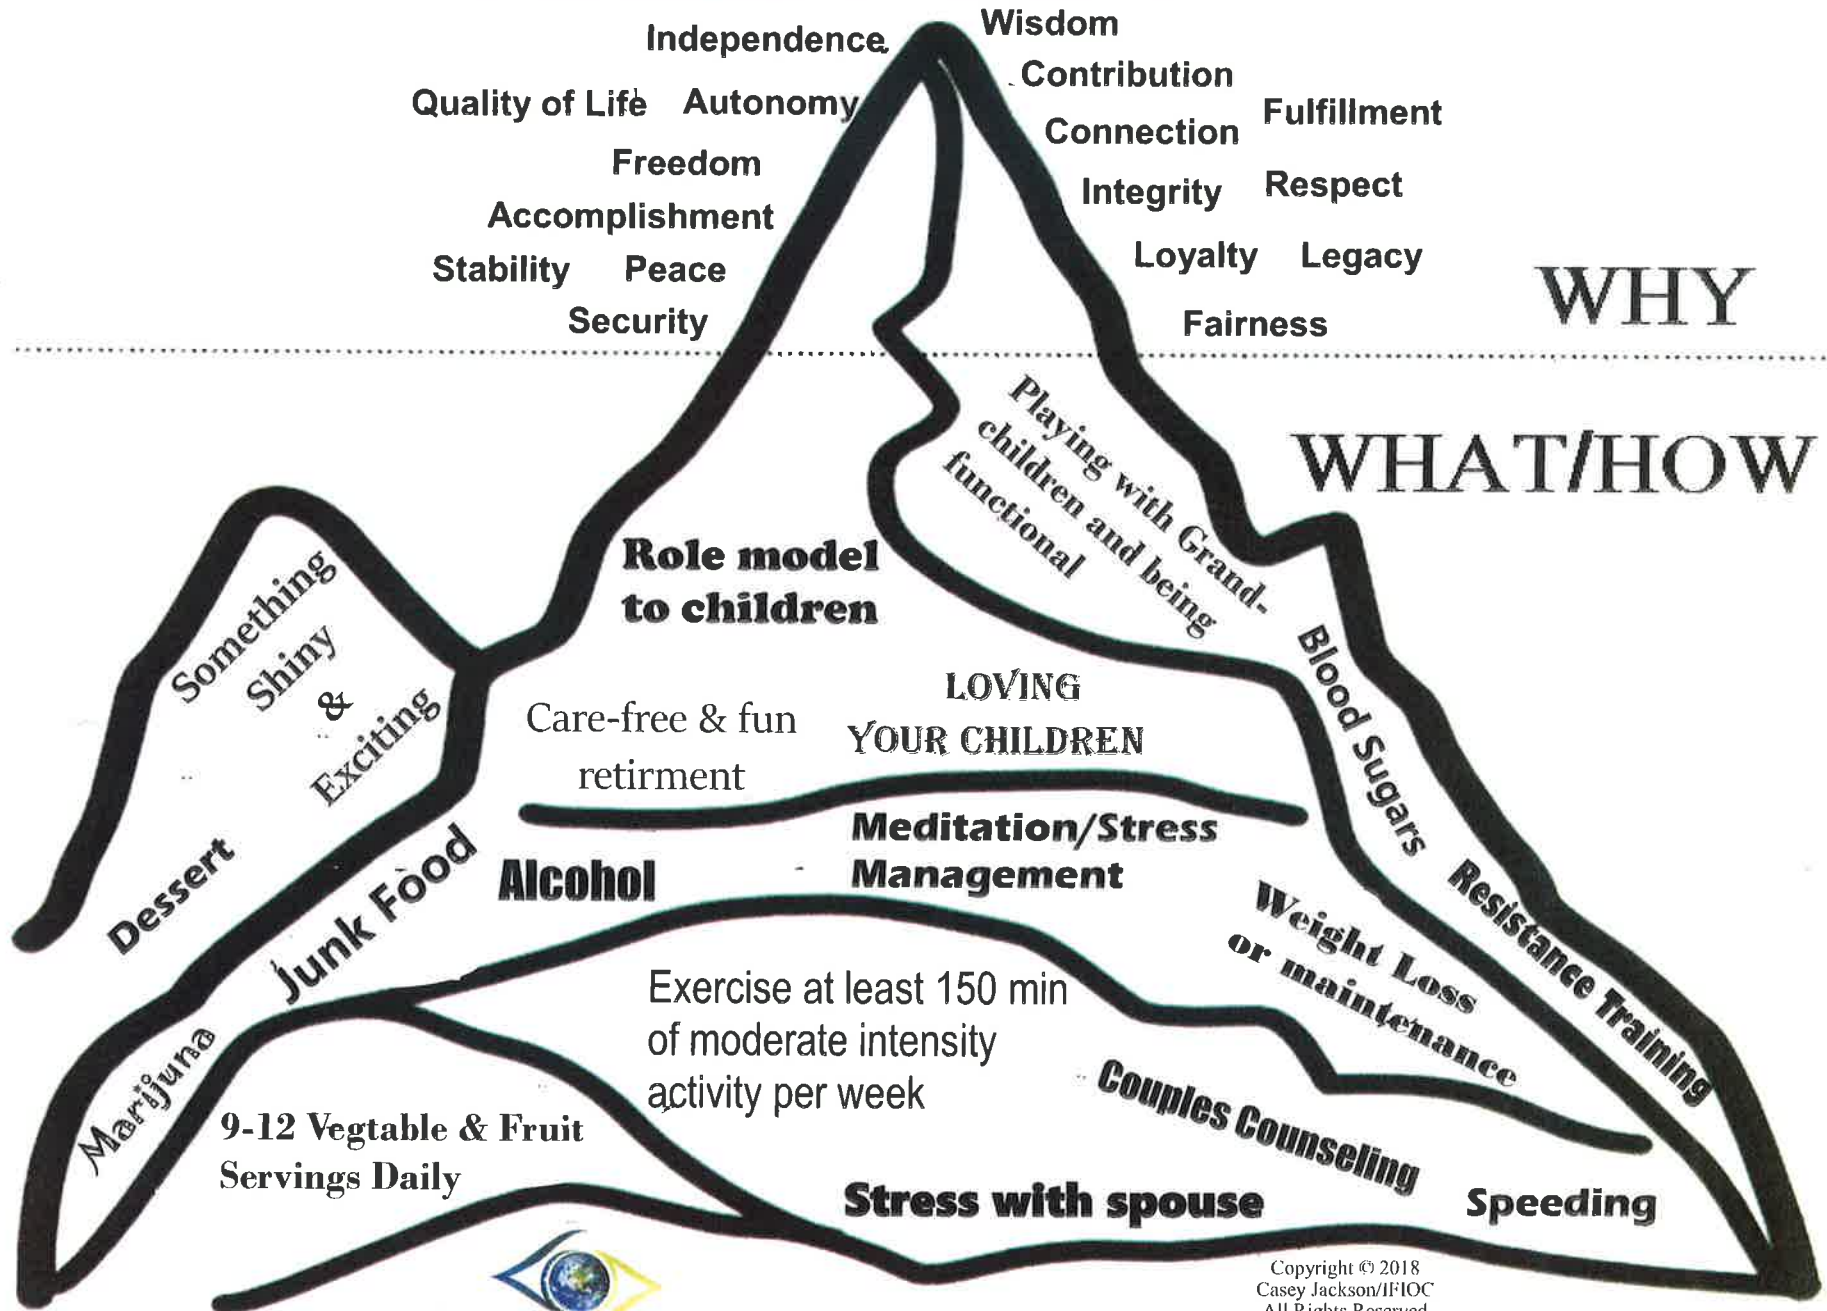 Independence
Wisdom
Contribution
Quality of Life
Autonomy
Fulfillment
Connection
Freedom
Integrity
Respect
Accomplishment
Loyalty
Legacy
Stability
Peace
Security
Fairness
WHY
WHAT/HOW
Playing with Grand-
children and being
functional
Role model
to children
Something
Shiny
&
Exciting
Care-free & fun
retirment
LOVING
YOUR CHILDREN
Blood Sugars
Dessert
Junk Food
Alcohol
Meditation/Stress
Management
Resistance Training
Weight Loss
or maintenance
Marijuna
Exercise at least 150 min
of moderate intensity
activity per week
9-12 Vegtable & Fruit
Servings Daily
Couples Counseling
Stress with spouse
Speeding
Copyright © 2018
Casey Jackson/IFIOC
All Rights Reserved